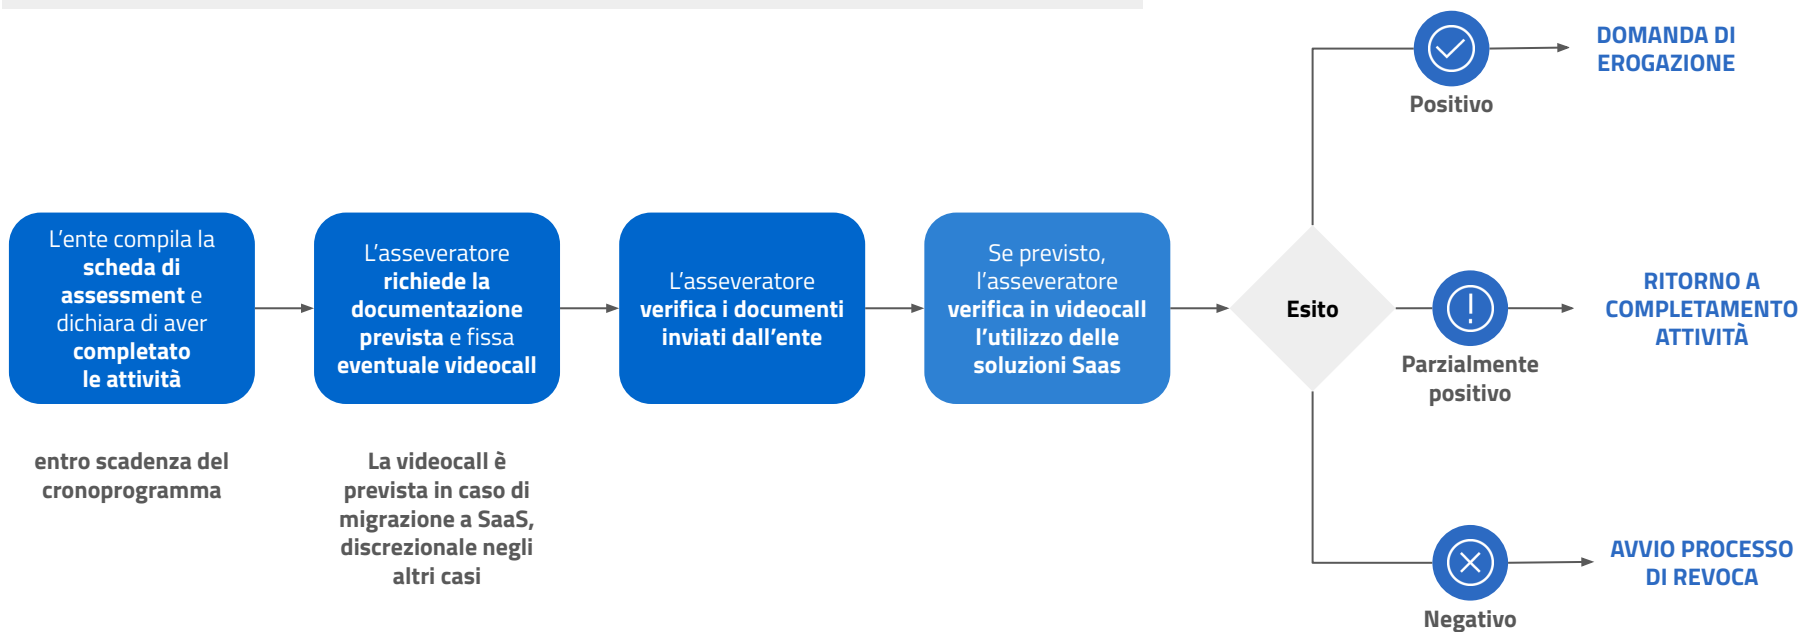 L'ente compila la
scheda di
assessment e
dichiara di aver
completato
le attività
entro scadenza del
cronoprogramma
L'asseveratore
richiede la
documentazione
prevista e fissa
eventuale videocall
La videocall è
prevista in caso di
migrazione a SaaS,
discrezionale negli
altri casi
L'asseveratore
verifica i documenti
inviati dall'ente
Se previsto,
l'asseveratore
verifica in videocall
l'utilizzo delle
soluzioni Saas
Esito
Positivo
DOMANDA DI
EROGAZIONE
Parzialmente
positivo
RITORNO A
COMPLETAMENTO
ATTIVITÀ
Negativo
AVVIO PROCESSO
DI REVOCA